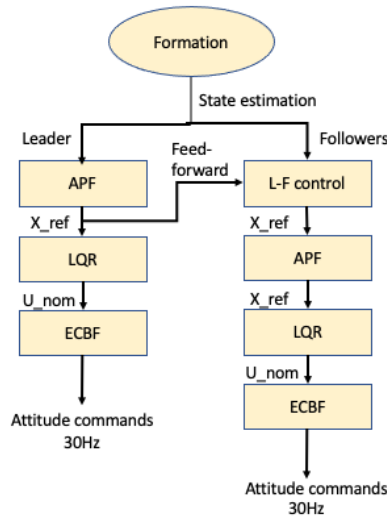 Formation
State estimation
Leader
Followers
Feed-
forward
APF
L-F control
X_ref
X_ref
LQR
APF
U_nom
X_ref
ECBF
LQR
U_nom
Attitude commands
30Hz
ECBF
Attitude commands
30Hz